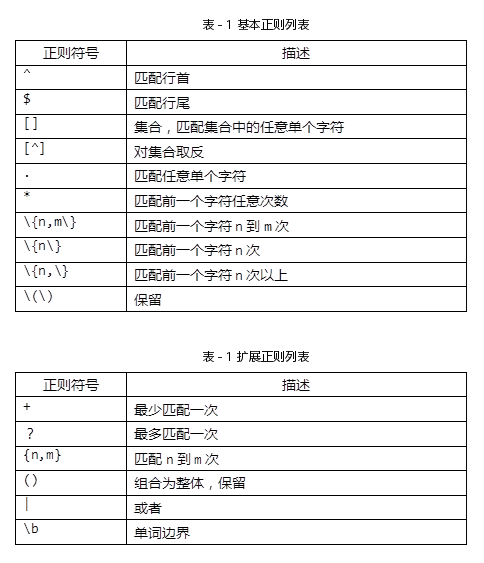 表 - 1 基本正则列表
正则符号 描述
^ 匹配行首
$ 匹配行尾
[] 集合，匹配集合中的任意单个字符
[^] 对集合取反
. 匹配任意单个字符
* 匹配前一个字符任意次数
\{n,m\} 匹配前一个字符 n 到 m 次
\{n\} 匹配前一个字符 n 次
\{n,\} 匹配前一个字符 n 次以上
\(\) 保留
表 - 1 扩展正则列表
正则符号 描述
+ 最少匹配一次
? 最多匹配一次
{n,m} 匹配 n 到 m 次
() 组合为整体，保留
| 或者
\b 单词边界